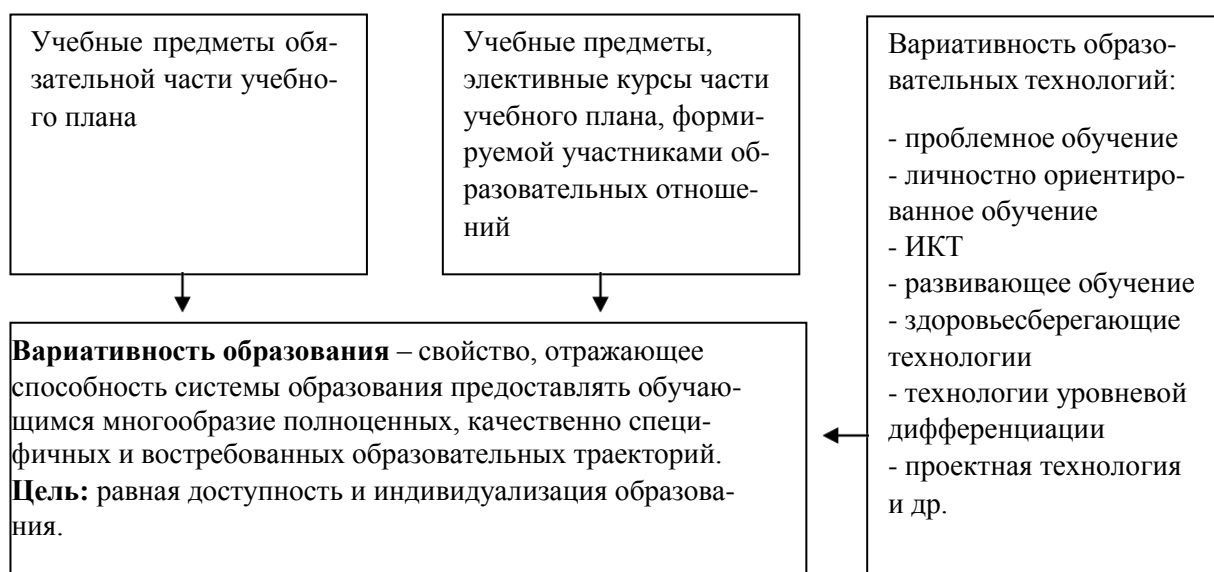 Учебные предметы обя-
зательной части учебно-
го плана
Учебные предметы,
элективные курсы части
учебного плана, форми-
руемой участниками об-
разовательных отноше-
ний
Вариативность образо-
вательных технологий:
- проблемное обучение
- личностно ориентиро-
ванное обучение
- ИКТ
- развивающее обучение
- здоровьесберегающие
технологии
- технологии уровневой
дифференциации
- проектная технология
и др.
Вариативность образования – свойство, отражающее
способность системы образования предоставлять обучаю-
щимся многообразие полноценных, качественно специ-
фичных и востребованных образовательных траекторий.
Цель: равная доступность и индивидуализация образова-
ния.